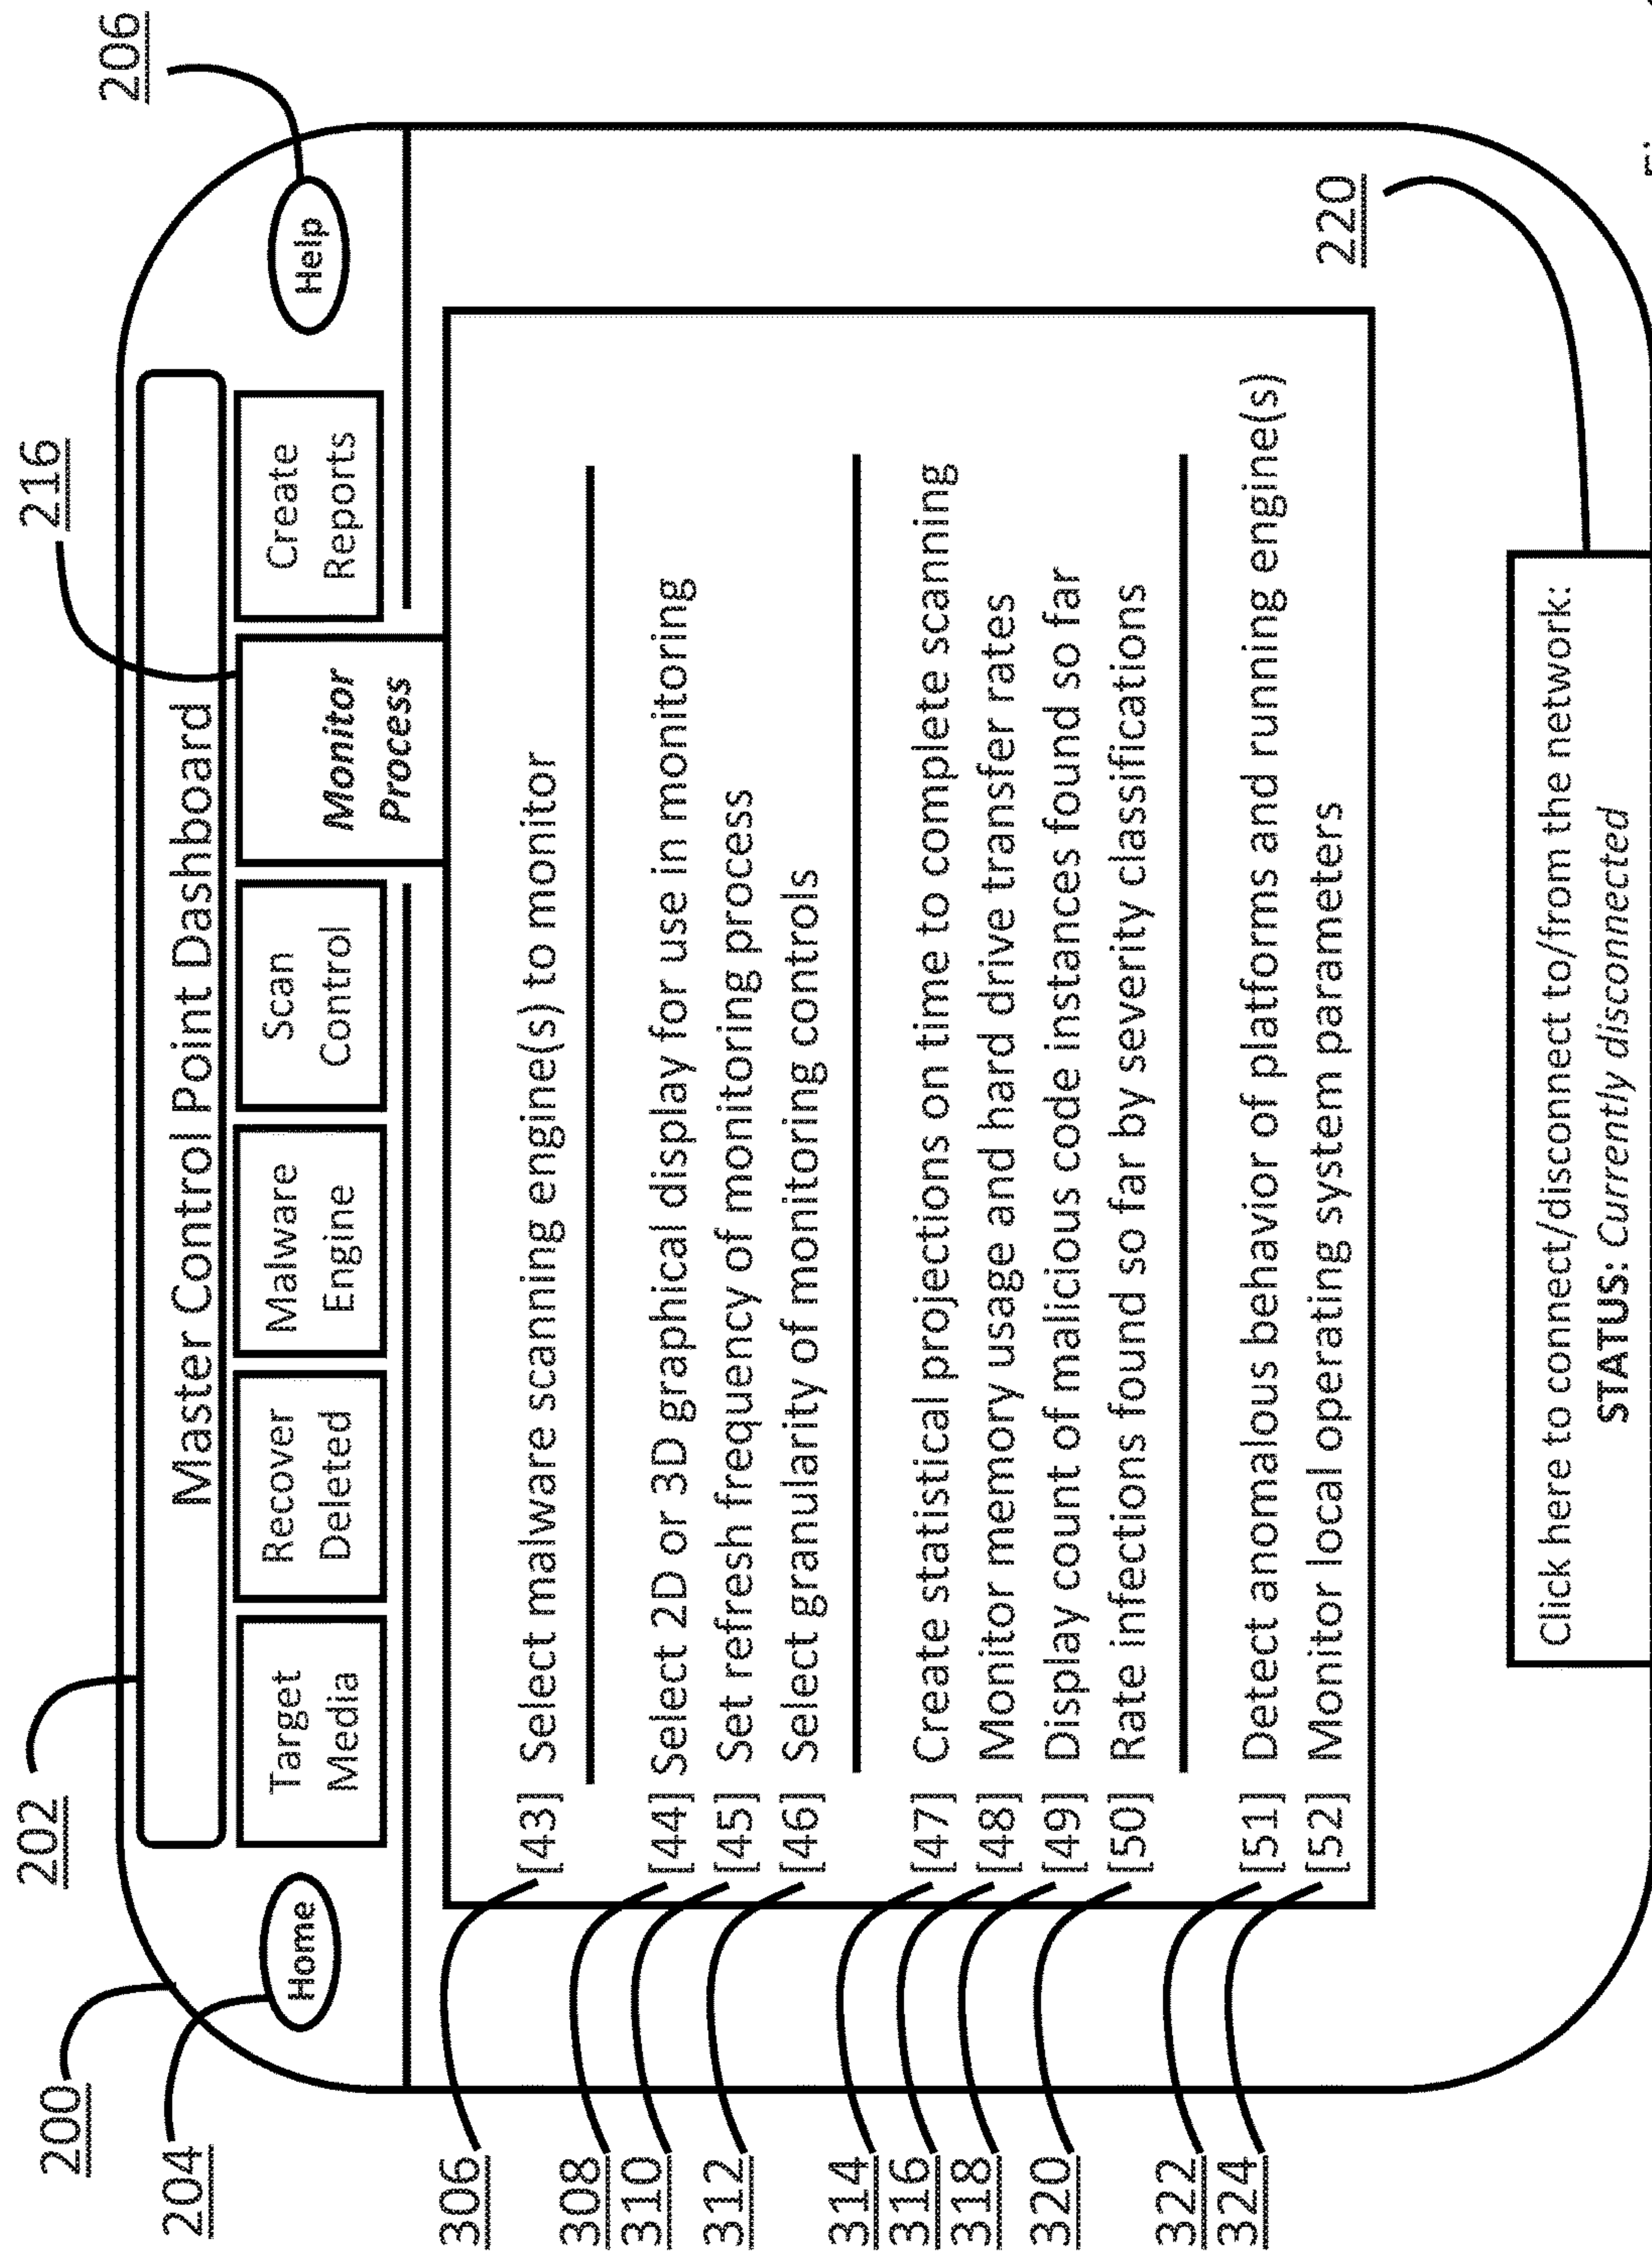 200
202
216
206
204
Master Control Point Dashboard
Home
Target
Media
Recover
Deleted
Malware
Engine
Scan
Control
Monitor
Process
Create
Reports
Help
306
[43] Select malware scanning engine(s) to monitor
308
[44] Select 2D or 3D graphical display for use in monitoring
310
[45] Set refresh frequency of monitoring process
312
[46] Select granularity of monitoring controls
314
[47] Create statistical projections on time to complete scanning
316
[48] Monitor memory usage and hard drive transfer rates
318
[49] Display count of malicious code instances found so far
320
[50] Rate infections found so far by severity classifications
322
[51] Detect anomalous behavior of platforms and running engine(s)
324
[52] Monitor local operating system parameters
220
Click here to connect/disconnect to/from the network:
STATUS: Currently disconnected